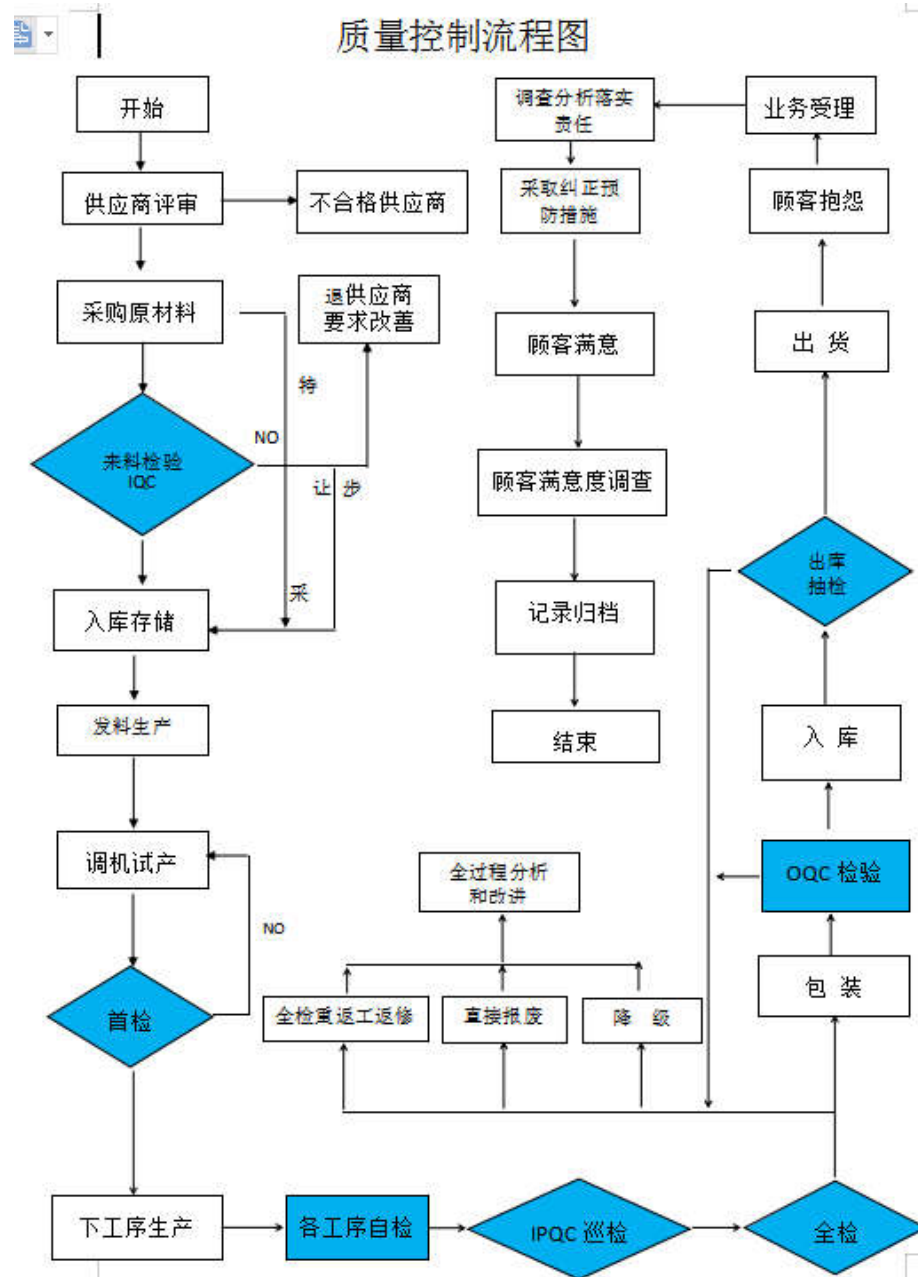 质量控制流程图
开始
供应商评审
不合格供应商
采购原材料
退供应商
要求改善
特
NO
来料检验
IQC
让 步
采
入库存储
发料生产
调机试产
NO
首检
下工序生产
各工序自检
IPQC 巡检
全检
全检重返工返修
直接报废
降 级
全过程分析
和改进
包 装
OQC 检验
入 库
出库
抽检
出 货
顾客抱怨
业务受理
调查分析落实
责任
采取纠正预
防措施
顾客满意
顾客满意度调查
记录归档
结束